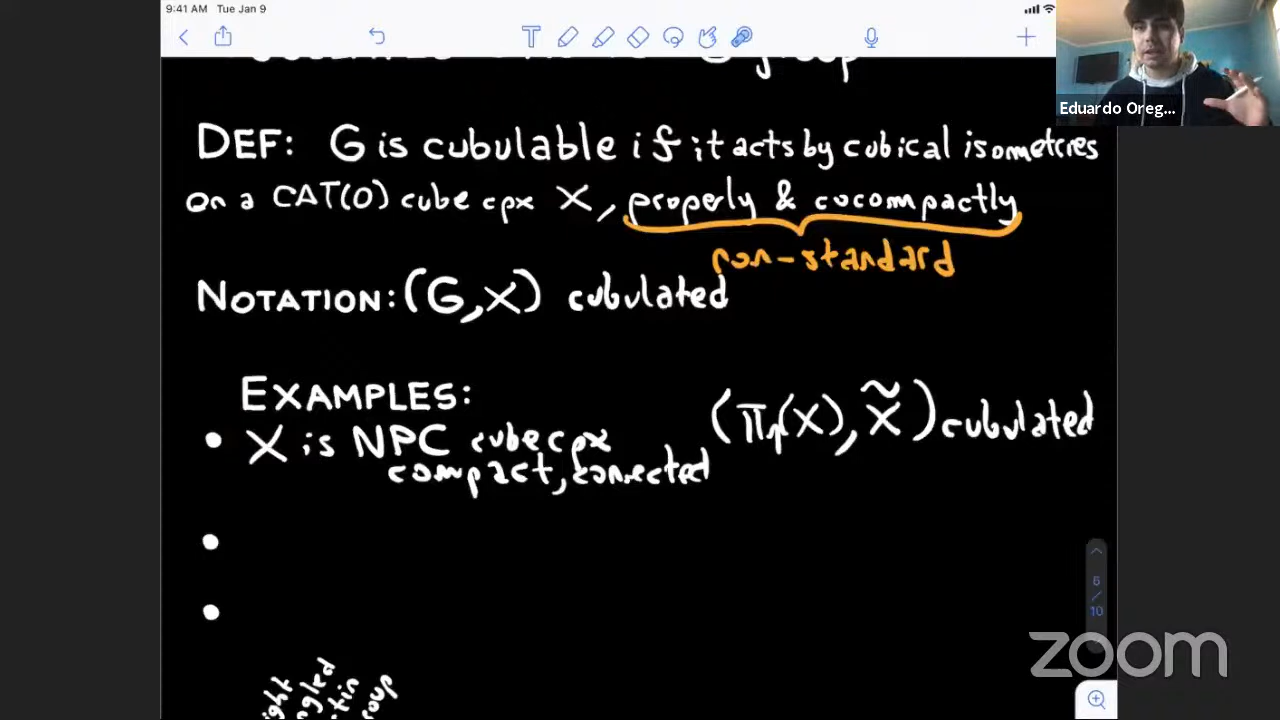 9:41 AM Tue Jan 9
Eduardo Oreg...
DEF: G is cubulable if it acts by cubical isometries
on a CAT(0) cube cpx X, properly & cocompactly
non-standard
NOTATION: (G, X) cubulated
EXAMPLES:
• X is NPC cube cpx (π₁(X), X̃) cubulated
compact, connected
•
•
5
/
10
zoom